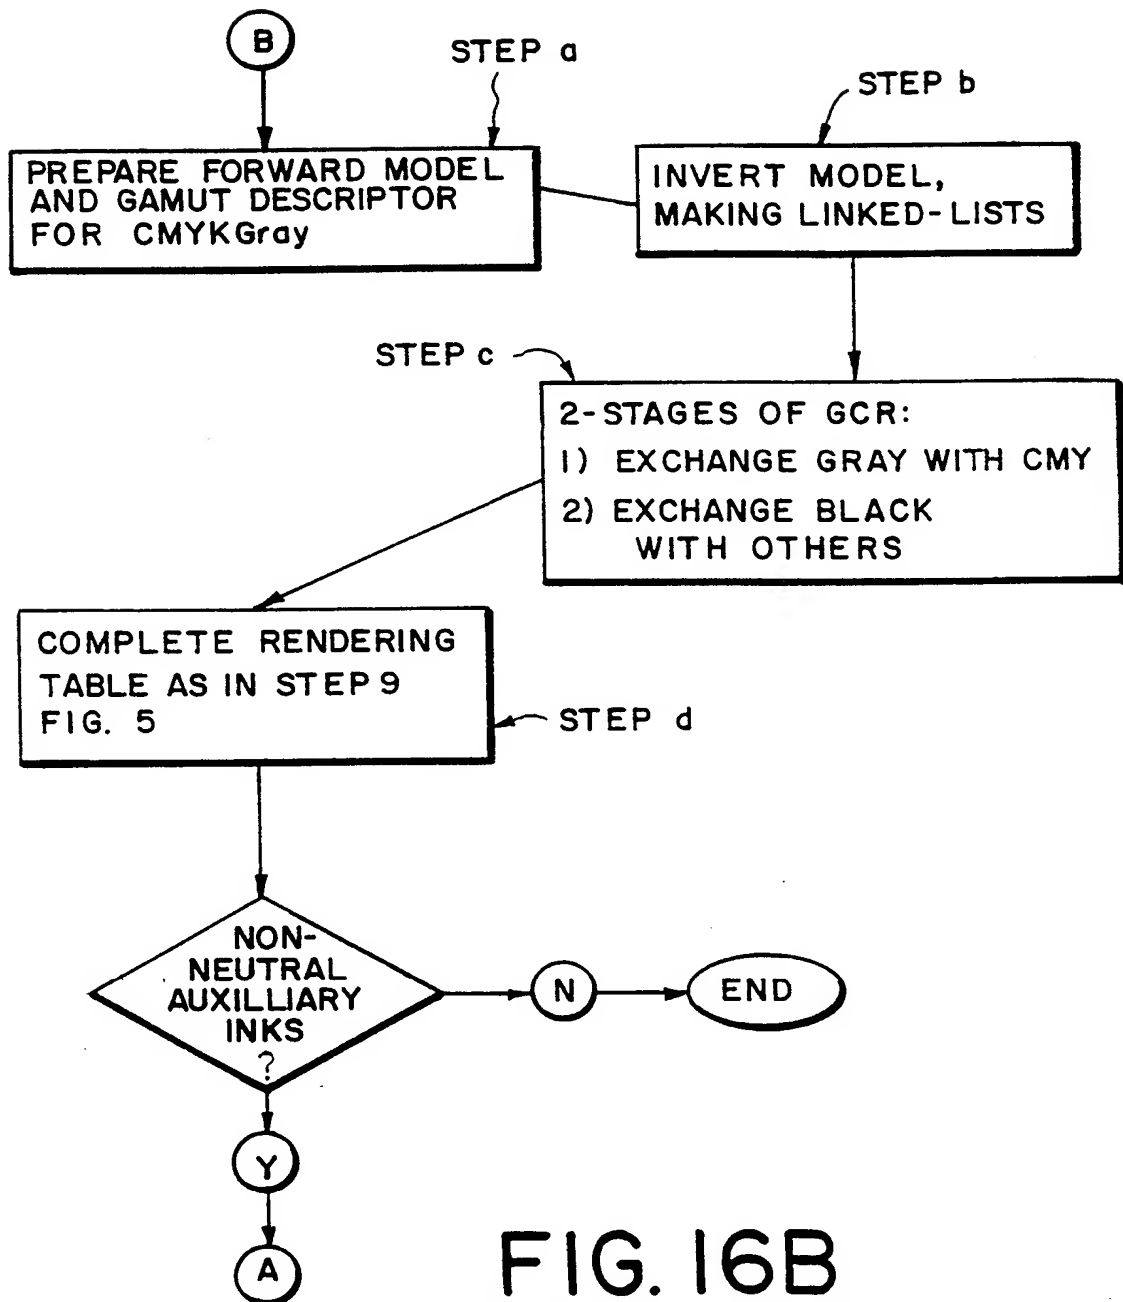 B
STEP a
STEP b
PREPARE FORWARD MODEL
AND GAMUT DESCRIPTOR
FOR CMYKGray
INVERT MODEL,
MAKING LINKED-LISTS
STEP c
2-STAGES OF GCR:
1) EXCHANGE GRAY WITH CMY
2) EXCHANGE BLACK
WITH OTHERS
COMPLETE RENDERING
TABLE AS IN STEP 9
FIG. 5
STEP d
NON-
NEUTRAL
AUXILLIARY
INKS
?
N
END
Y
A
FIG. 16B